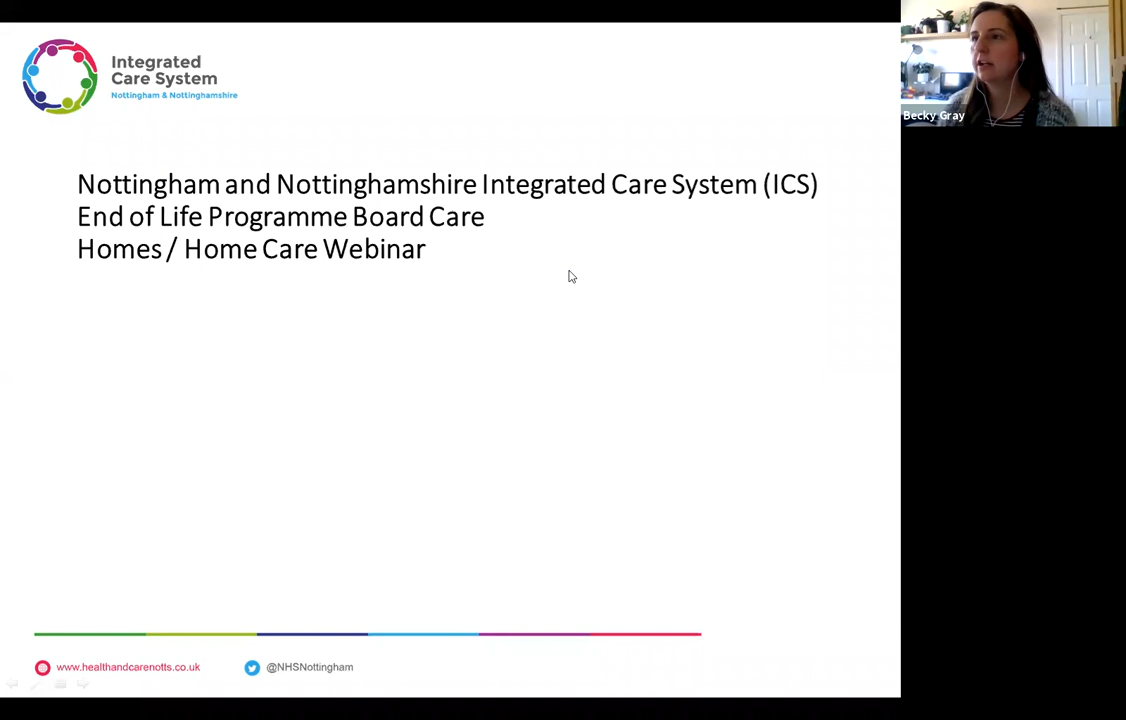 Integrated
Care System
Nottingham & Nottinghamshire
Becky Gray
Nottingham and Nottinghamshire Integrated Care System (ICS)
End of Life Programme Board Care
Homes / Home Care Webinar
www.healthandcarenotts.co.uk
@NHSNottingham